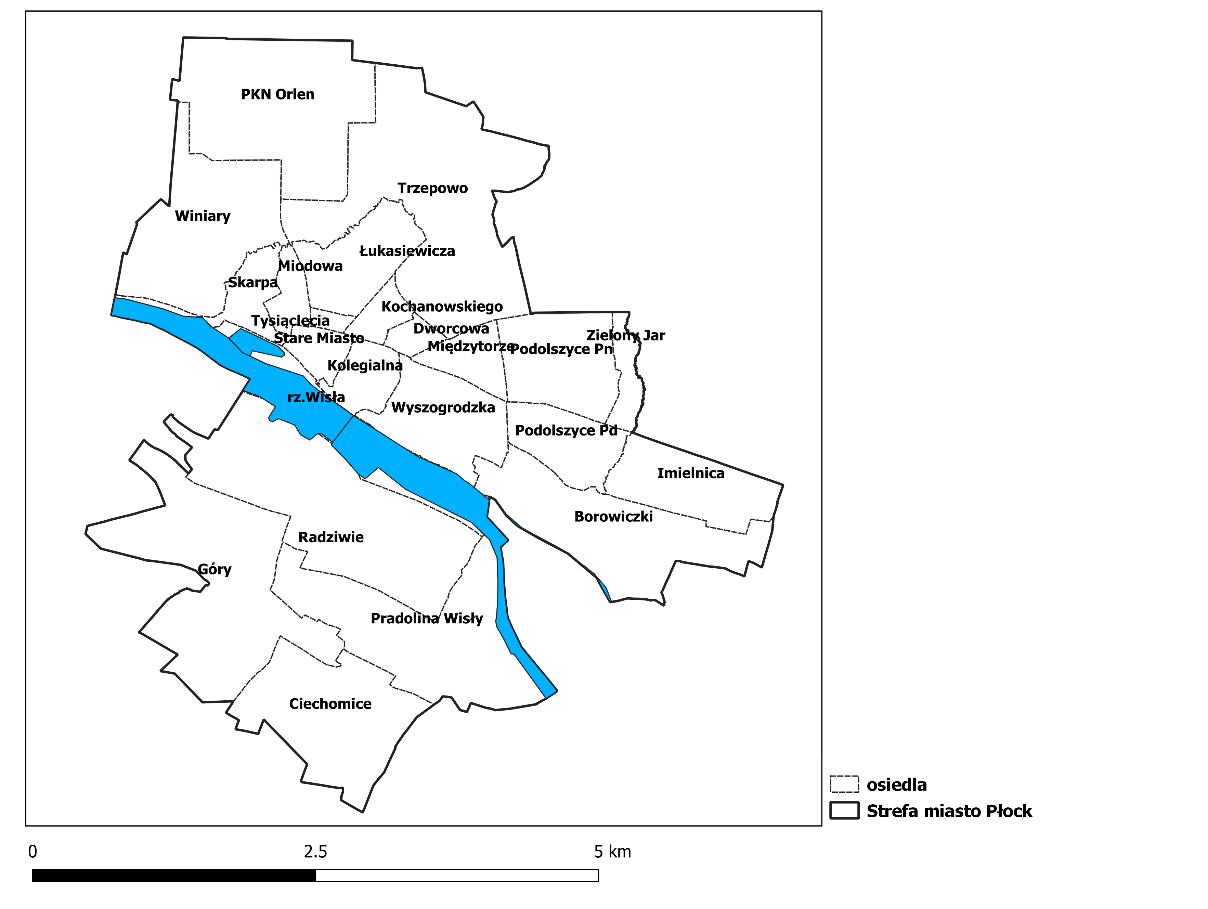 PKN Orlen
Trzepowo
Winiary
Łukasiewicza
Miodowa
Skarpa
Kochanowskiego
Tysiąclecia
Dworcowa
Stare Miasto
Zielony Jar
Międzytorze
Podolszyce Pn
Kolegialna
rz.Wisła
Wyszogrodzka
Podolszyce Pd
Imielnica
Borowiczki
Radziwie
Góry
Pradolina Wisły
Ciechomice
osiedla
Strefa miasto Płock
0 2.5 5 km